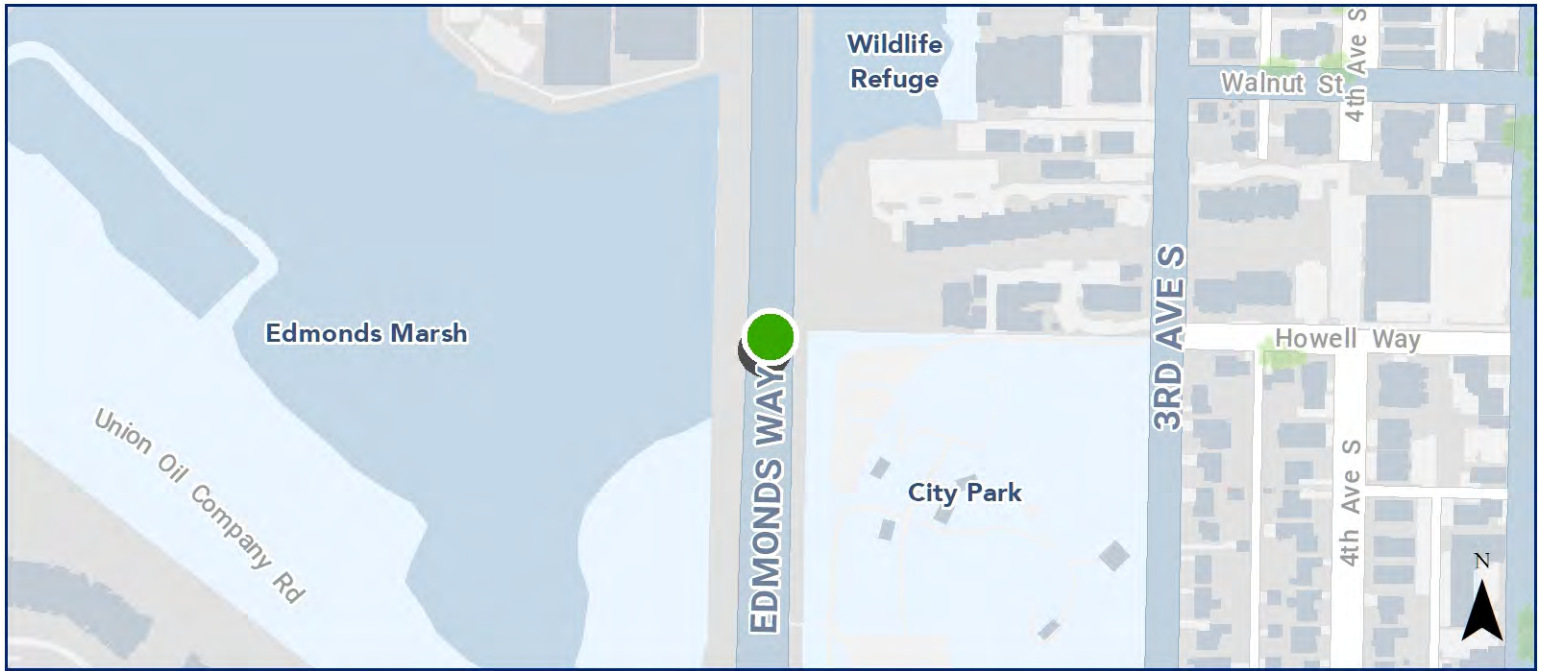 Wildlife
Refuge
Walnut St
4th Ave S
Edmonds Marsh
EDMONDS WAY
3RD AVE S
Howell Way
Union Oil Company Rd
City Park
4th Ave S
N